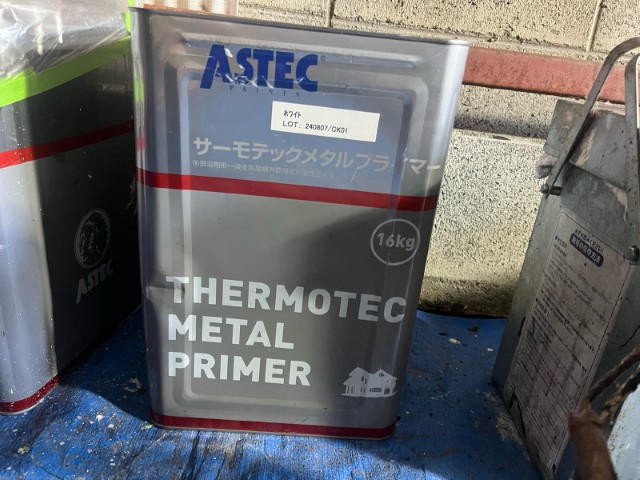 ASTEC
PAINTS
ホワイト
LOT. 240807/CK01
サーモテックメタルプライマー
16kg
THERMOTEC
METAL
PRIMER
ASTEC